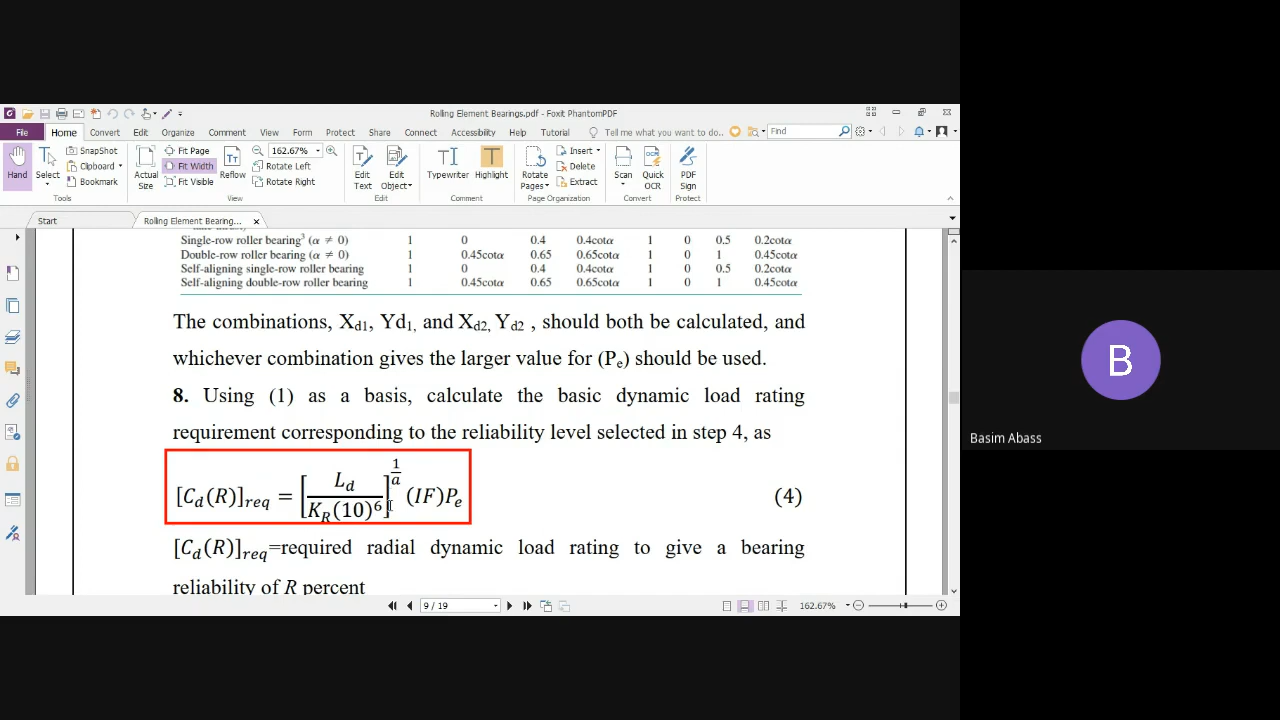 Rolling Element Bearings.pdf - Foxit PhantomPDF
File Home Convert Edit Organize Comment View Form Protect Share Connect Accessibility Help Tutorial Tell me what you want to do.. Find
Hand Select SnapShot Clipboard Bookmark
Actual Size Fit Page Fit Width Fit Visible Reflow 162.67% Rotate Left Rotate Right
Edit Text Edit Object Typewriter Highlight Rotate Pages Insert Delete Extract Scan Quick OCR PDF Sign
Tools View Edit Comment Page Organization Convert Protect
Start Rolling Element Bearing...
Single-row roller bearing³ (α ≠ 0) 1 0 0.4 0.4cotα 1 0 0.5 0.2cotα
Double-row roller bearing (α ≠ 0) 1 0.45cotα 0.65 0.65cotα 1 0 1 0.45cotα
Self-aligning single-row roller bearing 1 0 0.4 0.4cotα 1 0 0.5 0.2cotα
Self-aligning double-row roller bearing 1 0.45cotα 0.65 0.65cotα 1 0 1 0.45cotα
The combinations, Xd1, Yd1, and Xd2, Yd2 , should both be calculated, and
whichever combination gives the larger value for (Pe) should be used.
8. Using (1) as a basis, calculate the basic dynamic load rating
requirement corresponding to the reliability level selected in step 4, as
[Cd(R)]req = [Ld / KR(10)^6]^(1/a) (IF)Pe (4)
[Cd(R)]req=required radial dynamic load rating to give a bearing
reliability of R percent
9 / 19 162.67%
B
Basim Abass